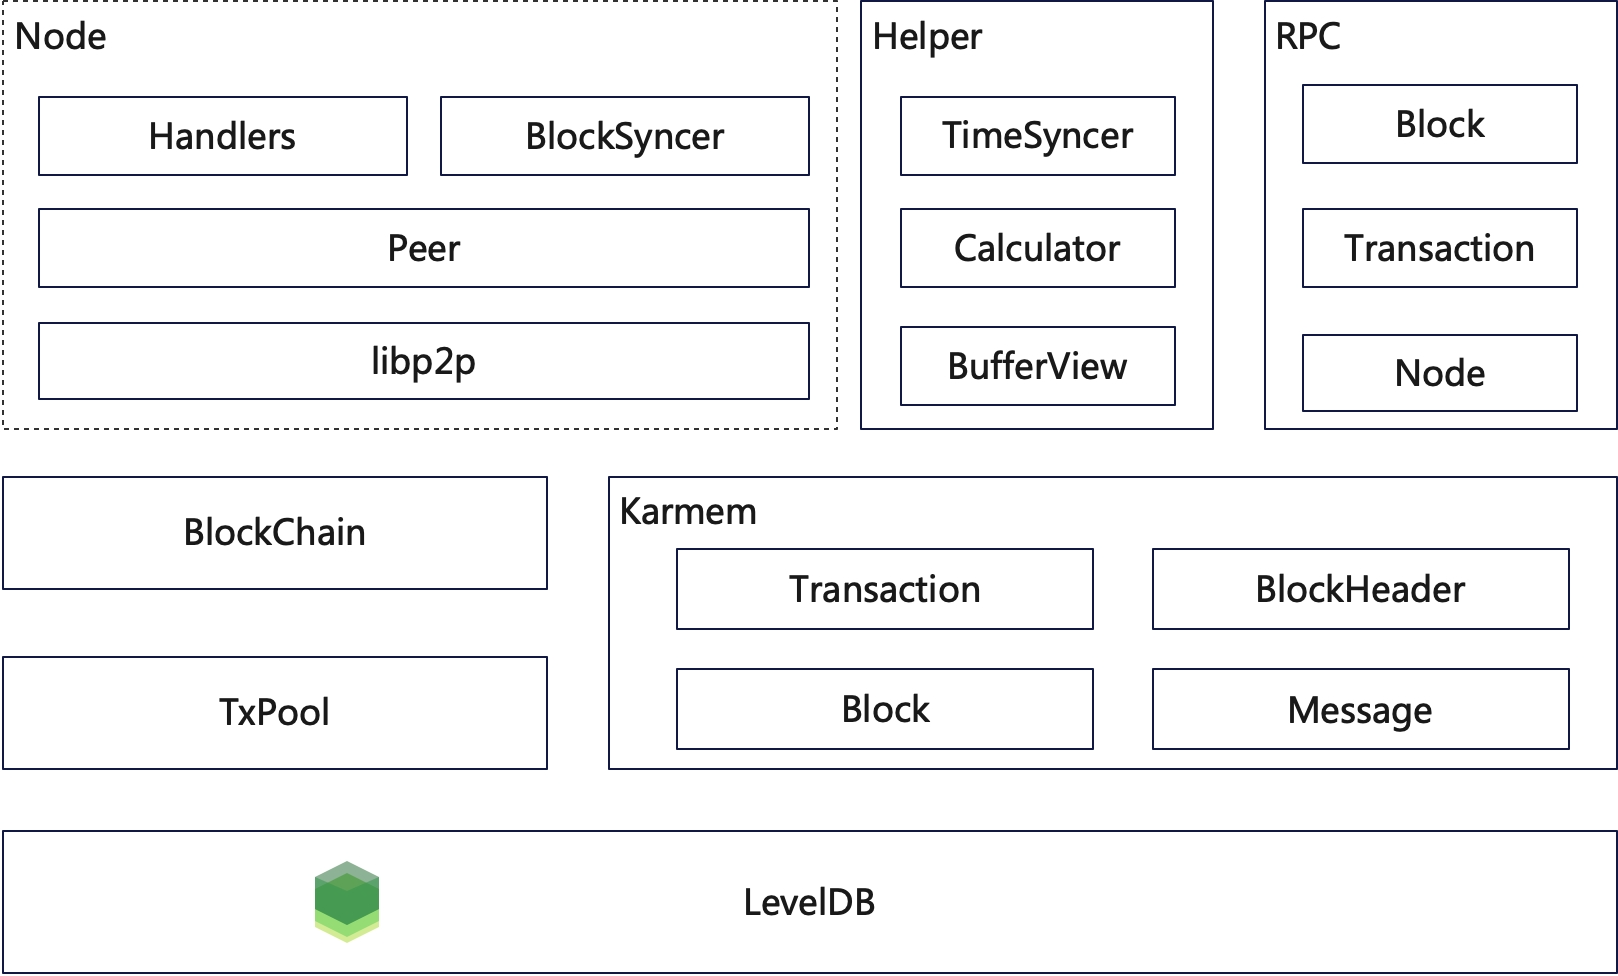 Node
Handlers
BlockSyncer
Peer
libp2p
Helper
TimeSyncer
Calculator
BufferView
RPC
Block
Transaction
Node
BlockChain
TxPool
Karmem
Transaction
BlockHeader
Block
Message
LevelDB